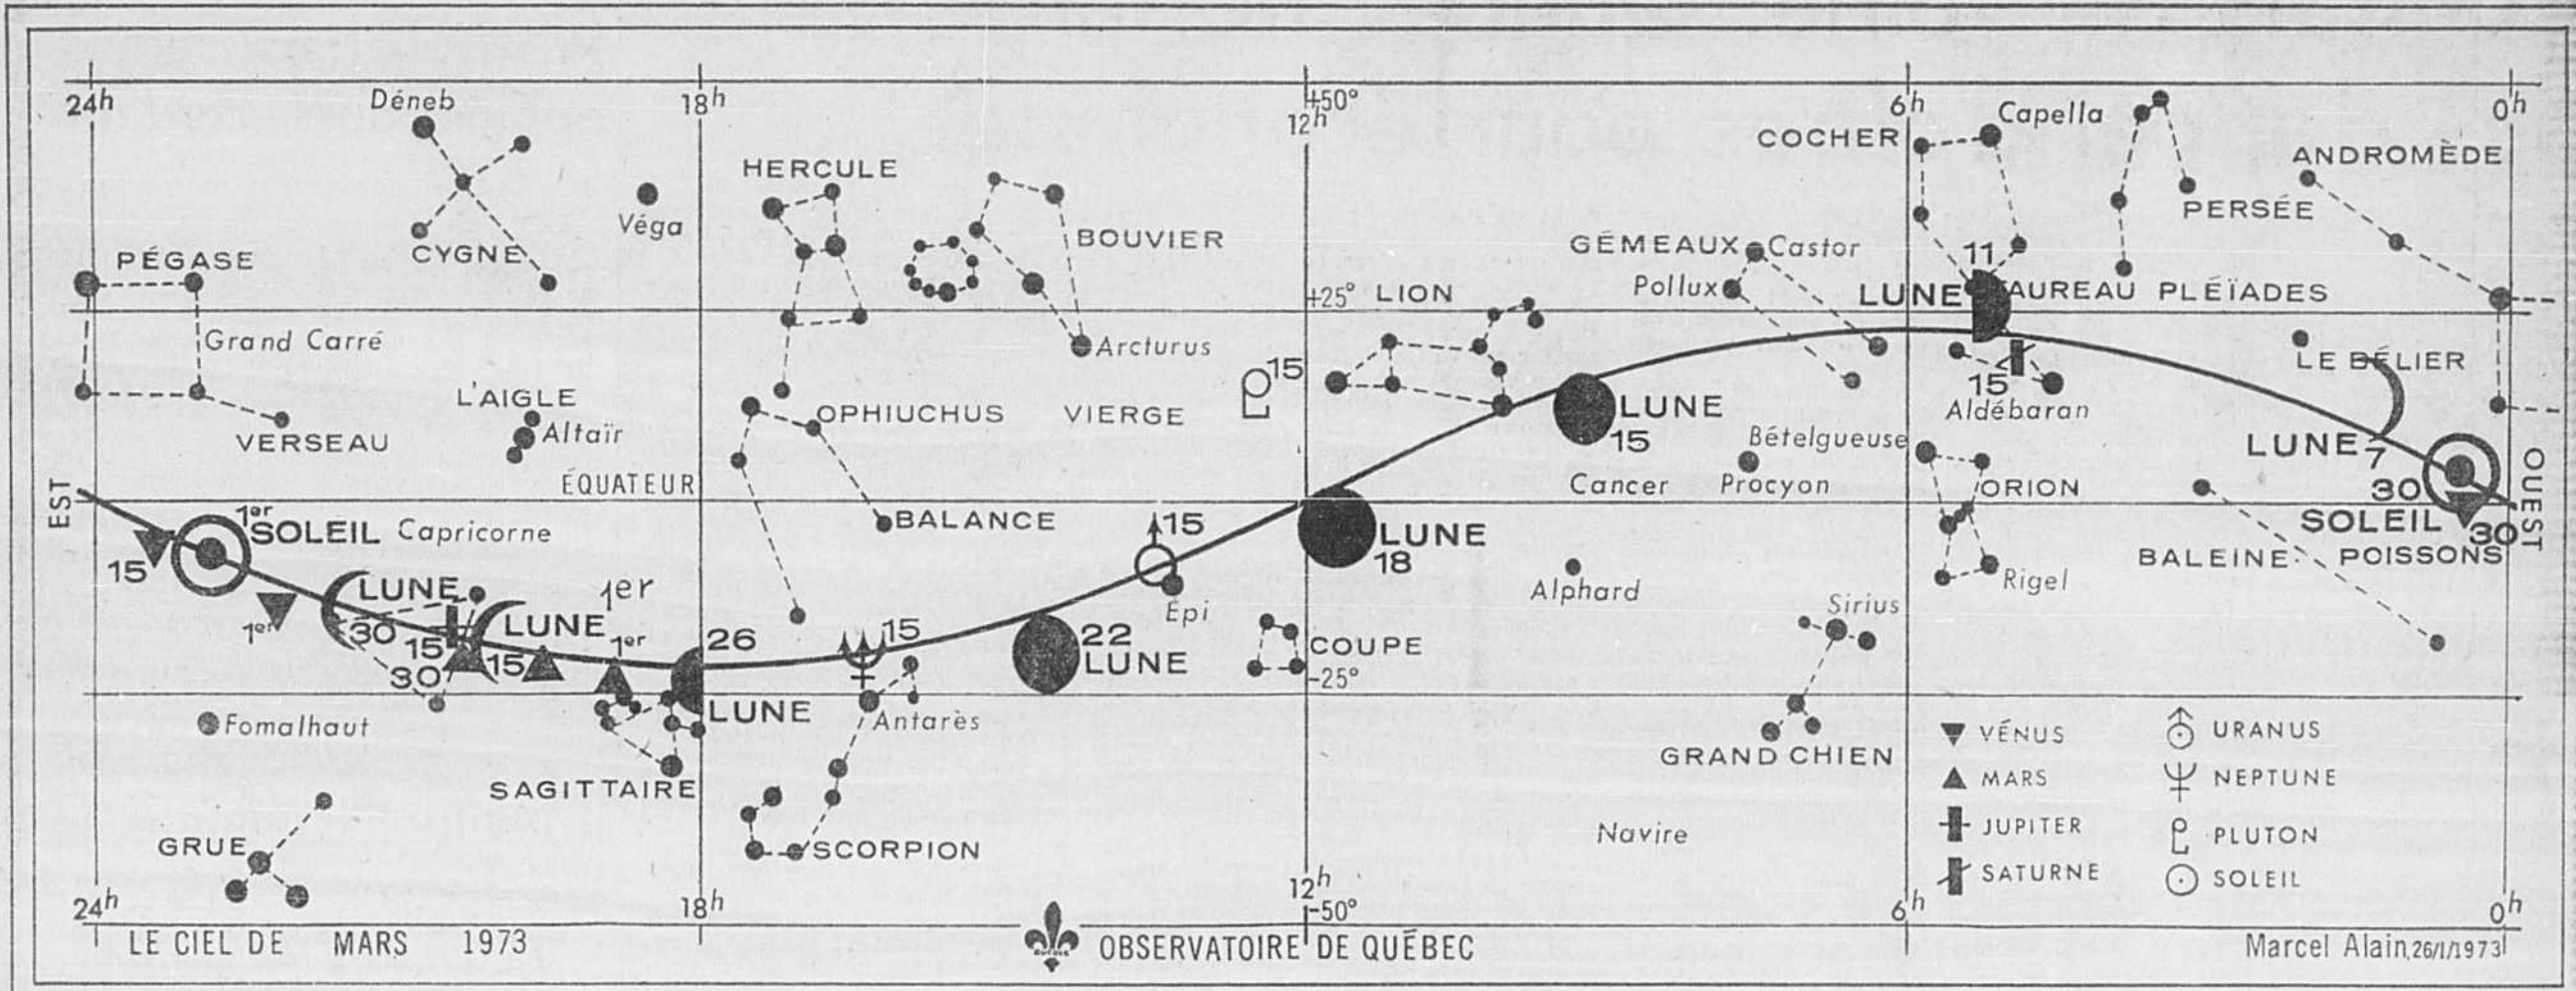 24h
Déneb
18h
+50°
12h
6h
Capella
0h
COCHER
HERCULE
ANDROMÈDE
Véga
PERSÉE
BOUVIER
PÉGASE
CYGNE
GÉMEAUX
Castor
11
Pollux
+25°
LION
LUNE
AUREAU
PLÉÏADES
Grand Carré
Arcturus
15
LE BÉLIER
L'AIGLE
15
VERSEAU
Altaïr
OPHIUCHUS
VIERGE
LUNE
15
Aldébaran
Bételgueuse
LUNE 7
EST
ÉQUATEUR
Cancer
Procyon
ORION
30
OUEST
1er
SOLEIL
Capricorne
BALANCE
15
LUNE
18
SOLEIL
30
15
BALEINE
POISSONS
LUNE
30
1er
LUNE
1er
Epi
Alphard
Rigel
Sirius
1er
15
15
30
26
15
22
LUNE
COUPE
-25°
LUNE
Fomalhaut
Antarès
GRAND CHIEN
VÉNUS
URANUS
SAGITTAIRE
MARS
NEPTUNE
JUPITER
PLUTON
Navire
GRUE
SCORPION
SATURNE
SOLEIL
24h
18h
12h
-50°
6h
0h
LE CIEL DE MARS 1973
OBSERVATOIRE DE QUÉBEC
Marcel Alain, 26/1/1973